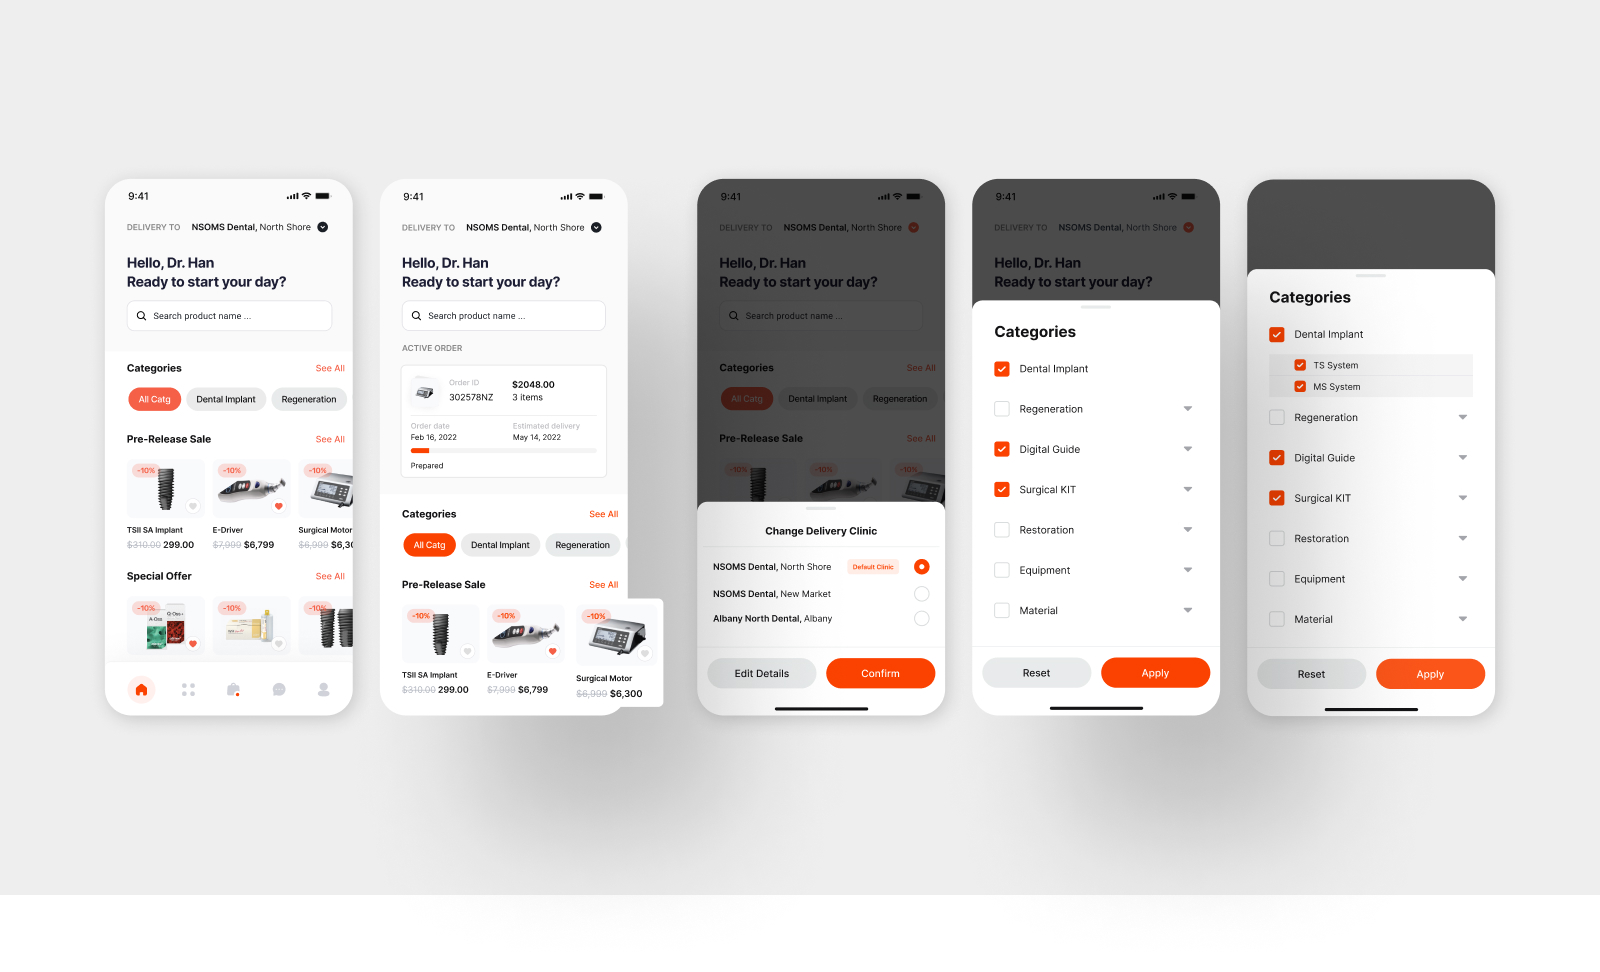 9:41
DELIVERY TO NSOMS Dental, North Shore
Hello, Dr. Han
Ready to start your day?
Search product name ...
Categories See All
All Catg Dental Implant Regeneration
Pre-Release Sale See All
-10% -10% -10%
TSII SA Implant E-Driver Surgical Motor
$310.00 299.00 $7,999 $6,799 $6,999 $6,30
Special Offer See All
-10% -10% -10%
A-Oss
9:41
DELIVERY TO NSOMS Dental, North Shore
Hello, Dr. Han
Ready to start your day?
Search product name ...
ACTIVE ORDER
Order ID $2048.00
302578NZ 3 items
Order date Estimated delivery
Feb 16, 2022 May 14, 2022
Prepared
Categories See All
All Catg Dental Implant Regeneration
Pre-Release Sale See All
-10% -10% -10%
TSII SA Implant E-Driver Surgical Motor
$310.00 299.00 $7,999 $6,799 $6,999 $6,300
9:41
DELIVERY TO NSOMS Dental, North Shore
Hello, Dr. Han
Ready to start your day?
Search product name ...
Categories See All
All Catg Dental Implant Regeneration
Pre-Release Sale See All
-10% -10% -10%
Change Delivery Clinic
NSOMS Dental, North Shore Default Clinic
NSOMS Dental, New Market
Albany North Dental, Albany
Edit Details Confirm
9:41
DELIVERY TO NSOMS Dental, North Shore
Hello, Dr. Han
Ready to start your day?
Categories
Dental Implant
Regeneration
Digital Guide
Surgical KIT
Restoration
Equipment
Material
Reset Apply
Categories
Dental Implant
TS System
MS System
Regeneration
Digital Guide
Surgical KIT
Restoration
Equipment
Material
Reset Apply